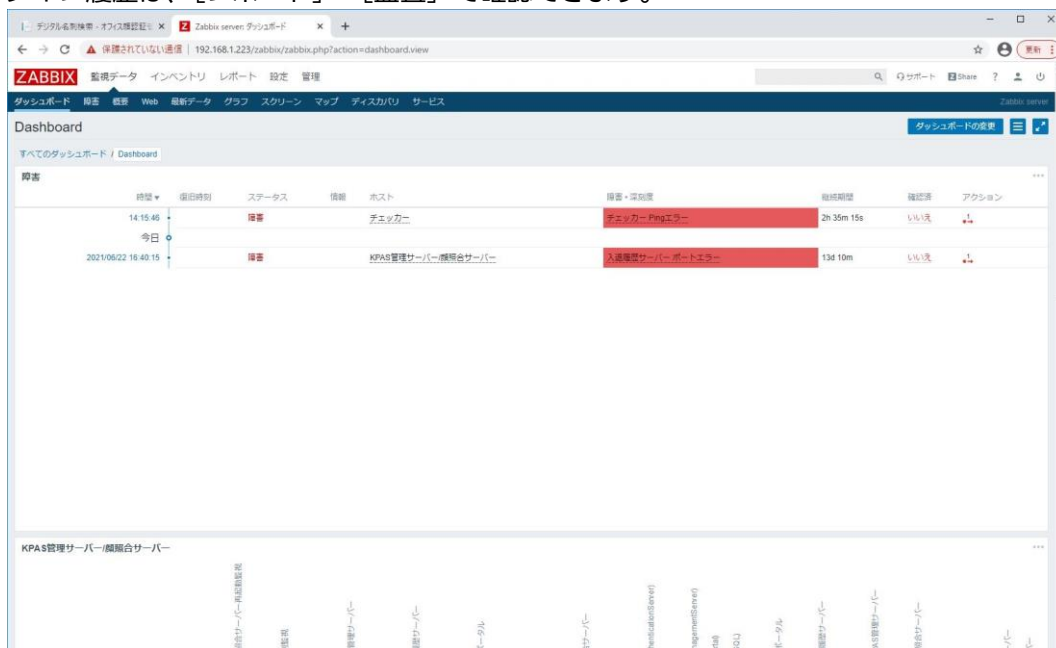 デジタル名刺検索 - オフィス顔認証
Zabbix server: ダッシュボード
保護されていない通信 | 192.168.1.223/zabbix/zabbix.php?action=dashboard.view
更新
ZABBIX 監視データ インベントリ レポート 設定 管理 サポート Share ?
ダッシュボード 障害 概要 Web 最新データ グラフ スクリーン マップ ディスカバリ サービス Zabbix server
Dashboard ダッシュボードの変更
すべてのダッシュボード / Dashboard
障害
時間▼ 復旧時刻 ステータス 情報 ホスト 障害・深刻度 継続期間 確認済 アクション
14:15:46 障害 チェッカー チェッカー Pingエラー 2h 35m 15s いいえ 1
今日
2021/06/22 16:40:15 障害 KPAS管理サーバー/顔照合サーバー 入退履歴サーバー ポートエラー 13d 10m いいえ 1
KPAS管理サーバー/顔照合サーバー